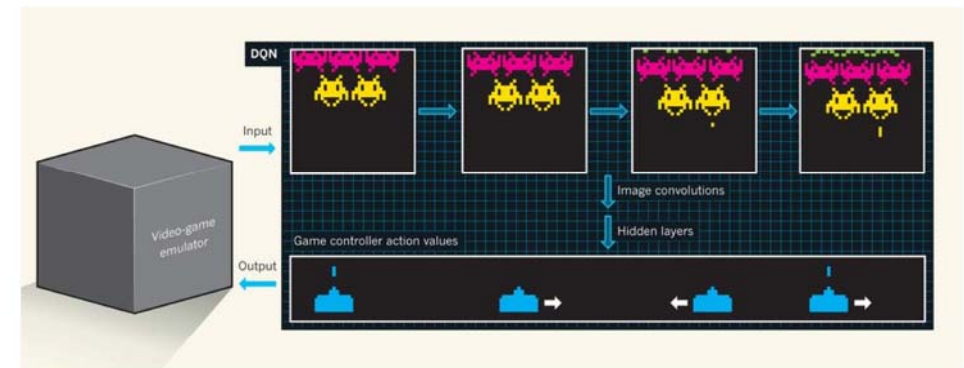 DQN
Input
Image convolutions
Video-game
emulator
Hidden layers
Game controller action values
Output